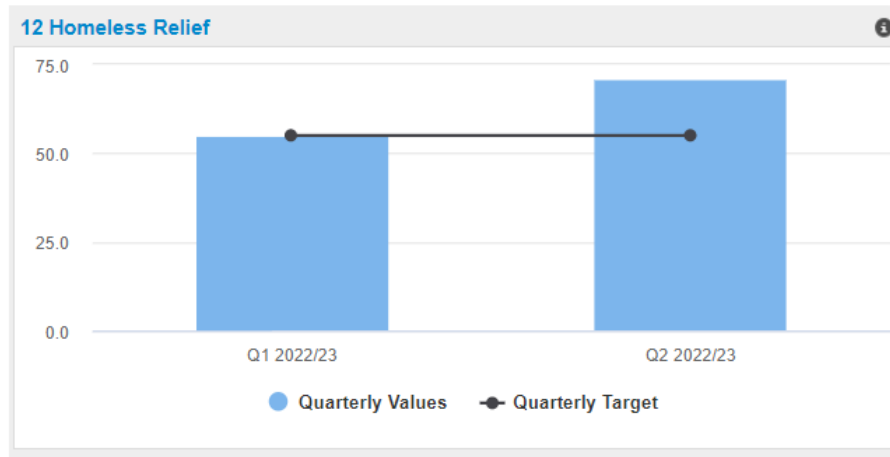 12 Homeless Relief
75.0
50.0
25.0
0.0
Q1 2022/23 Q2 2022/23
Quarterly Values Quarterly Target